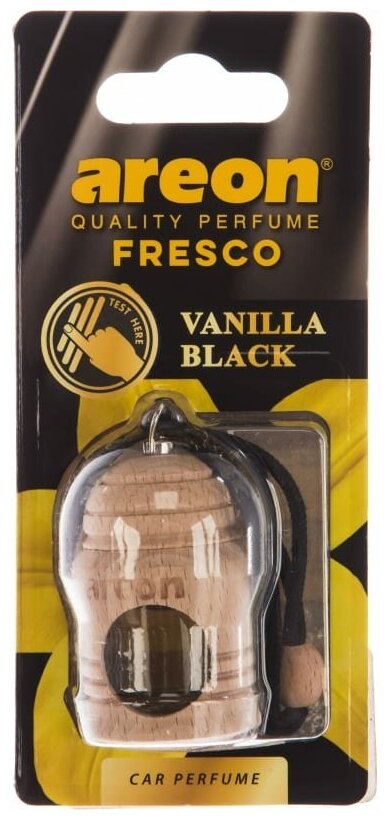 areon®
QUALITY PERFUME
FRESCO
TEST HERE
VANILLA
BLACK
areon
CAR PERFUME